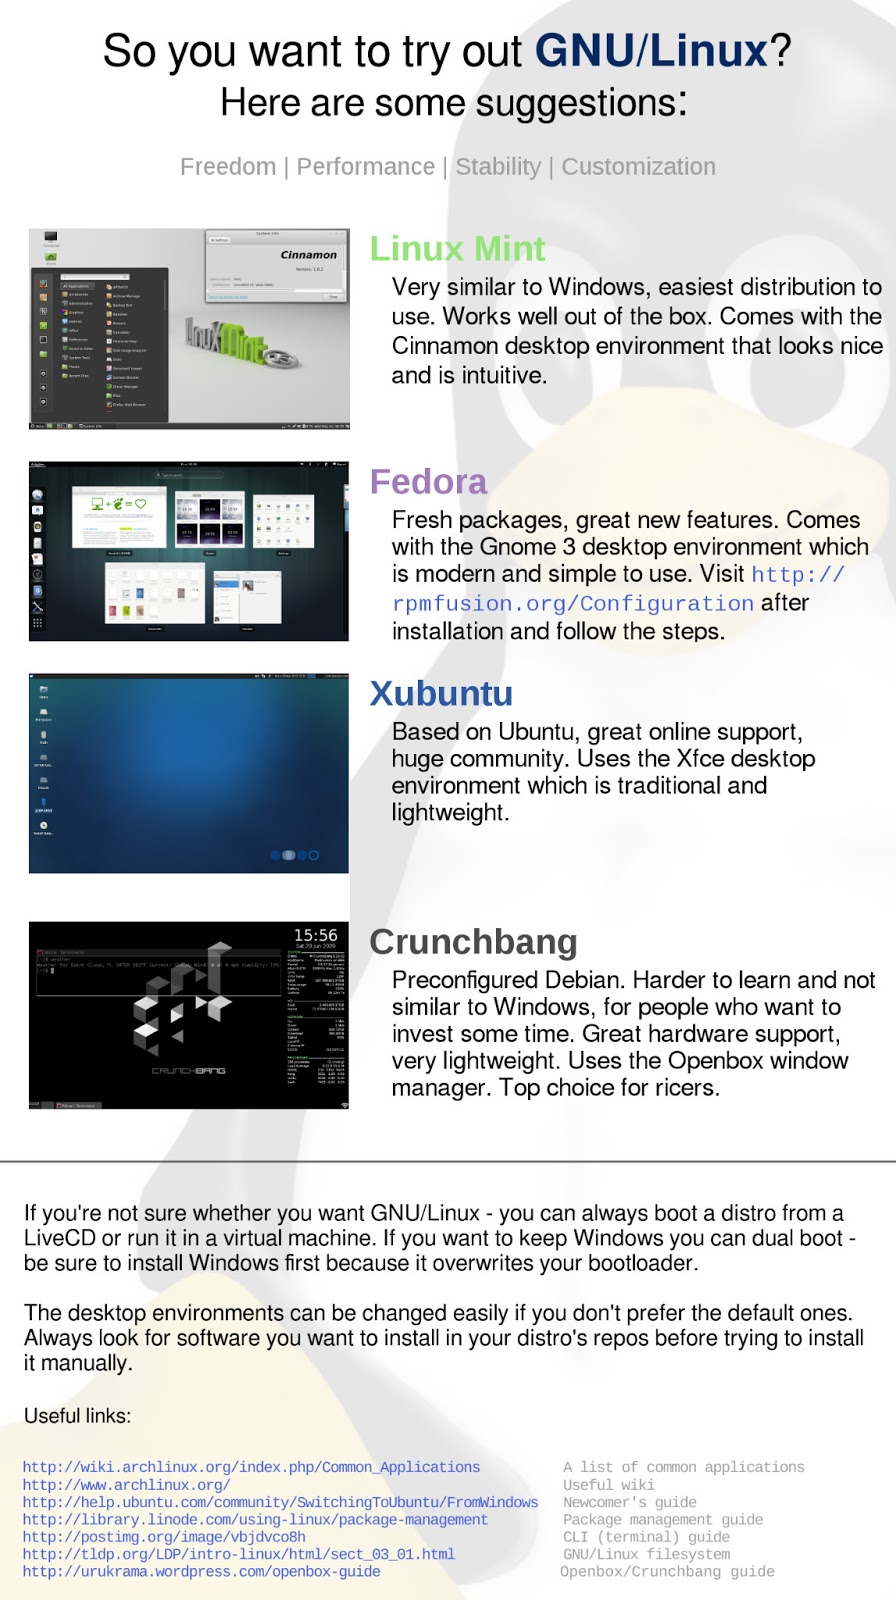 So you want to try out GNU/Linux?
Here are some suggestions:
Freedom | Performance | Stability | Customization
Cinnamon
LinuxMint
Linux Mint
Very similar to Windows, easiest distribution to
use. Works well out of the box. Comes with the
Cinnamon desktop environment that looks nice
and is intuitive.
Fedora
Fresh packages, great new features. Comes
with the Gnome 3 desktop environment which
is modern and simple to use. Visit http://
rpmfusion.org/Configuration after
installation and follow the steps.
Xubuntu
Based on Ubuntu, great online support,
huge community. Uses the Xfce desktop
environment which is traditional and
lightweight.
15:56
Sat 20 Jun 2009
CRUNCHBANG
Crunchbang
Preconfigured Debian. Harder to learn and not
similar to Windows, for people who want to
invest some time. Great hardware support,
very lightweight. Uses the Openbox window
manager. Top choice for ricers.
If you're not sure whether you want GNU/Linux - you can always boot a distro from a
LiveCD or run it in a virtual machine. If you want to keep Windows you can dual boot -
be sure to install Windows first because it overwrites your bootloader.
The desktop environments can be changed easily if you don't prefer the default ones.
Always look for software you want to install in your distro's repos before trying to install
it manually.
Useful links:
http://wiki.archlinux.org/index.php/Common_Applications A list of common applications
http://www.archlinux.org/ Useful wiki
http://help.ubuntu.com/community/SwitchingToUbuntu/FromWindows Newcomer's guide
http://library.linode.com/using-linux/package-management Package management guide
http://postimg.org/image/vbjdvco8h CLI (terminal) guide
http://tldp.org/LDP/intro-linux/html/sect_03_01.html GNU/Linux filesystem
http://urukrama.wordpress.com/openbox-guide Openbox/Crunchbang guide